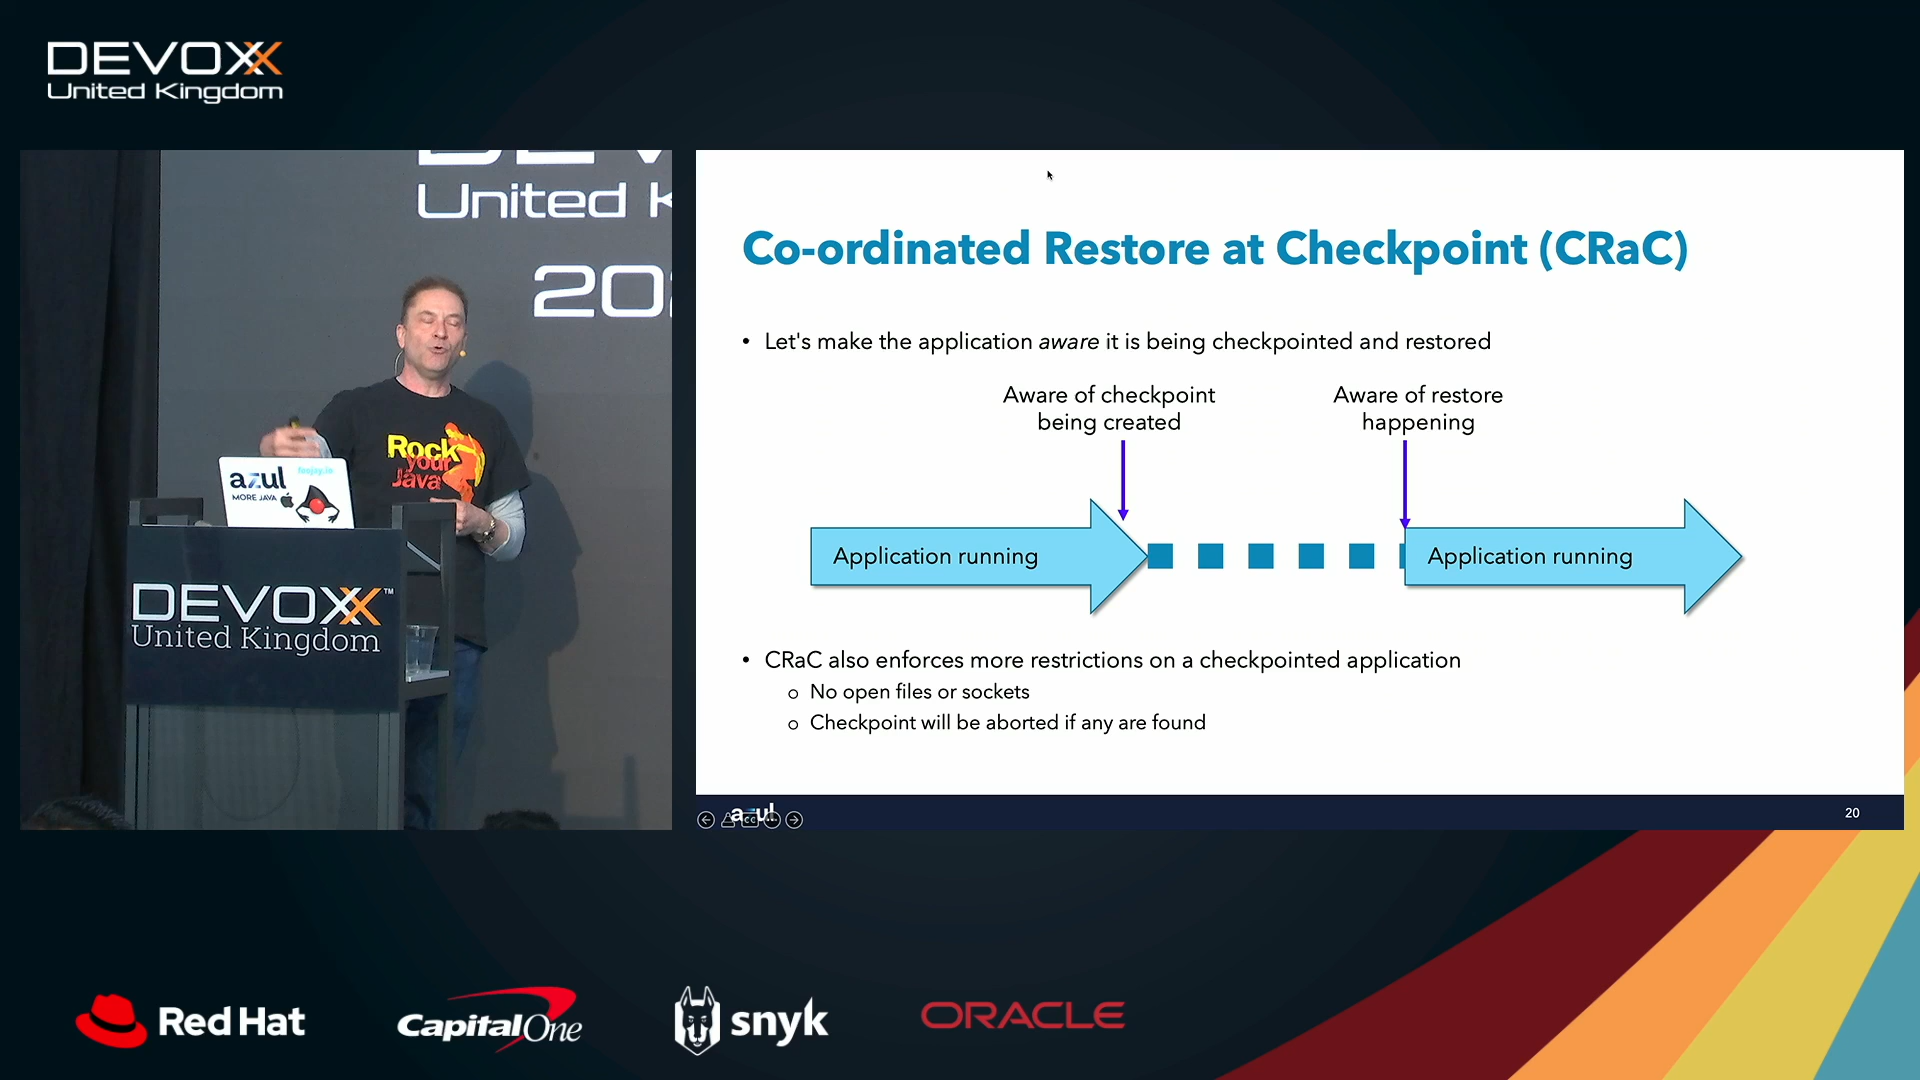 DEVOXX
United Kingdom
United K
20
azul
foojay.io
MORE JAVA
Rock
your
Java
DEVOXX™
United Kingdom
Co-ordinated Restore at Checkpoint (CRaC)
• Let's make the application aware it is being checkpointed and restored
Aware of checkpoint
being created
Aware of restore
happening
Application running
Application running
• CRaC also enforces more restrictions on a checkpointed application
o No open files or sockets
o Checkpoint will be aborted if any are found
azul
20
Red Hat
Capital One
snyk
ORACLE